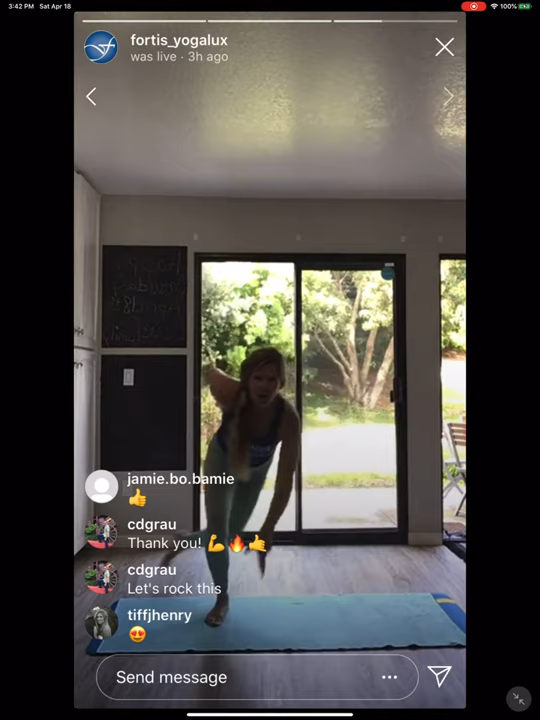 3:42 PM Sat Apr 18
100%
fortis_yogalux
was live · 3h ago
jamie.bo.bamie
👍
cdgrau
Thank you! 💪🔥🤙
cdgrau
Let's rock this
tiffjhenry
😍
Send message